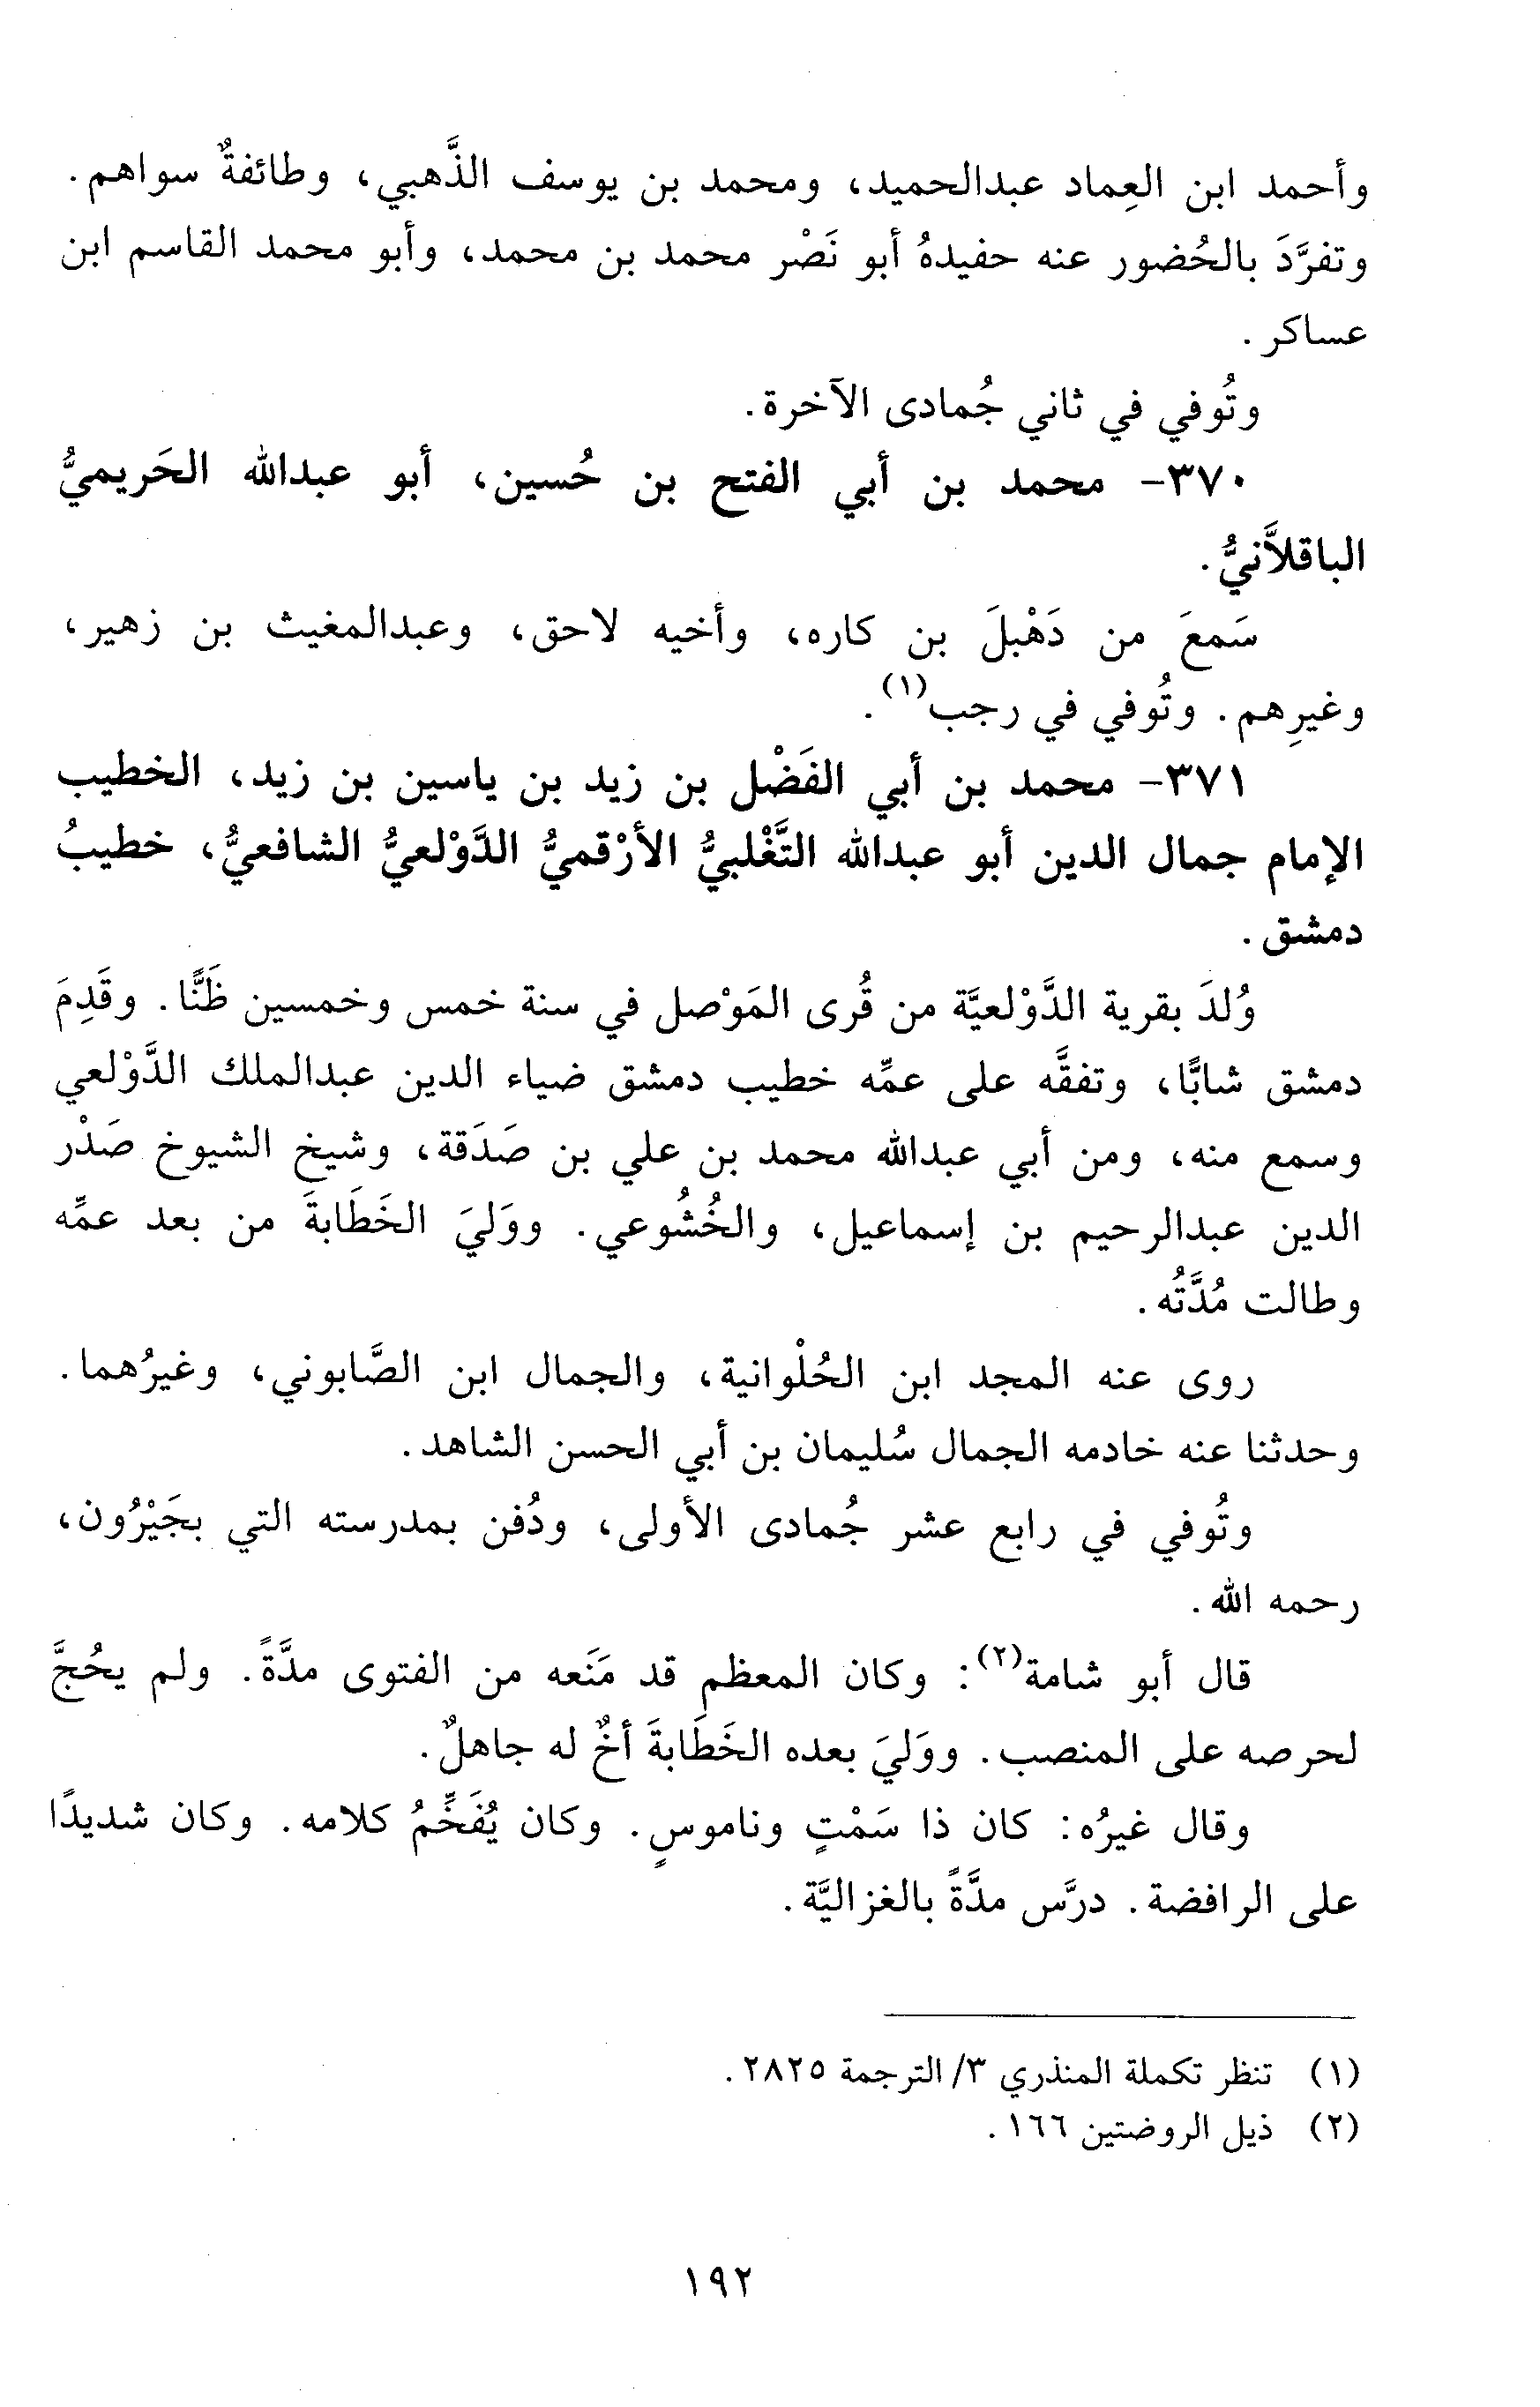 وأحمد ابن العِماد عبدالحميد، ومحمد بن يوسف الذَّهبي، وطائفةٌ سواهم.
وتفرَّدَ بالحُضور عنه حفيدهُ أبو نَصْر محمد بن محمد، وأبو محمد القاسم ابن
عساكر.
وتُوفي في ثاني جُمادى الآخرة.
٣٧٠- محمد بن أبي الفتح بن حُسين، أبو عبدالله الحَريميُّ
الباقلاَّنيُّ.
سَمعَ من دَهْبلَ بن كاره، وأخيه لاحق، وعبدالمغيث بن زهير،
وغيرِهم. وتُوفي في رجب(١).
٣٧١- محمد بن أبي الفَضْل بن زيد بن ياسين بن زيد، الخطيب
الإمام جمال الدين أبو عبدالله التَّغْلبيُّ الأرْقميُّ الدَّوْلعيُّ الشافعيُّ، خطيبُ
دمشق.
وُلدَ بقرية الدَّوْلعيَّة من قُرى المَوْصل في سنة خمس وخمسين ظَنًّا. وقَدِمَ
دمشق شابًّا، وتفقَّه على عمِّه خطيب دمشق ضياء الدين عبدالملك الدَّوْلعي
وسمع منه، ومن أبي عبدالله محمد بن علي بن صَدَقة، وشيخ الشيوخ صَدْر
الدين عبدالرحيم بن إسماعيل، والخُشُوعي. ووَليَ الخَطَابةَ من بعد عمِّه
وطالت مُدَّتُه.
روى عنه المجد ابن الحُلْوانية، والجمال ابن الصَّابوني، وغيرُهما.
وحدثنا عنه خادمه الجمال سُليمان بن أبي الحسن الشاهد.
وتُوفي في رابع عشر جُمادى الأولى، ودُفن بمدرسته التي بجَيْرُون،
رحمه الله.
قال أبو شامة(٢): وكان المعظم قد مَنَعه من الفتوى مدَّةً. ولم يحُجَّ
لحرصه على المنصب. ووَليَ بعده الخَطَابةَ أخٌ له جاهلٌ.
وقال غيرُه: كان ذا سَمْتٍ وناموسٍ. وكان يُفَخِّمُ كلامه. وكان شديدًا
على الرافضة. درَّس مدَّةً بالغزاليَّة.
(١) تنظر تكملة المنذري ٣/ الترجمة ٢٨٢٥.
(٢) ذيل الروضتين ١٦٦.
١٩٢